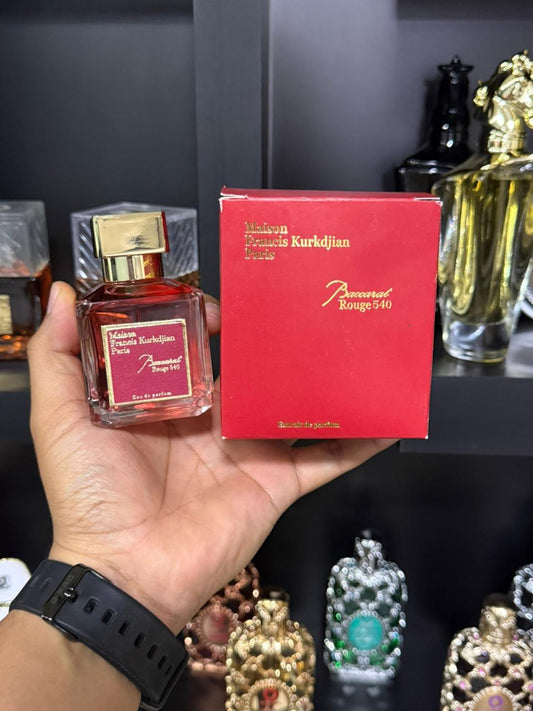 Maison
Francis Kurkdjian
Paris
Baccarat
Rouge 540
Eau de parfum
Maison
Francis Kurkdjian
Paris
Baccarat
Rouge 540
Extrait de parfum